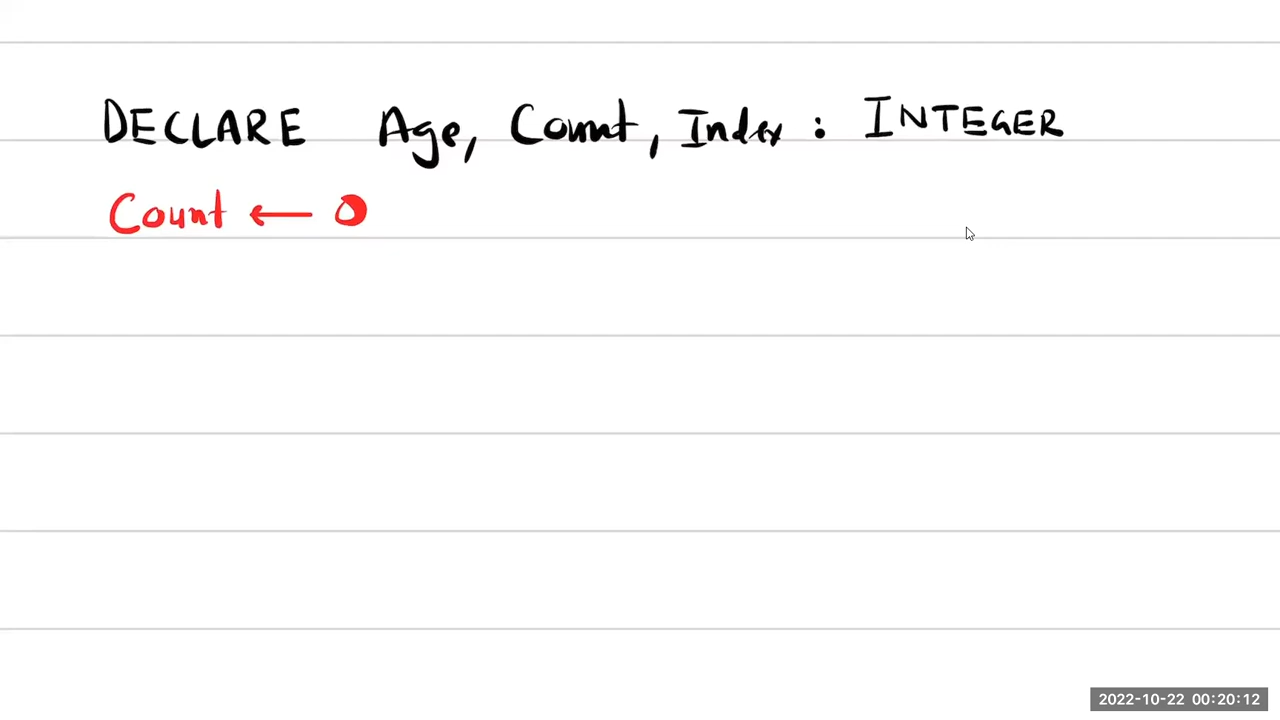 DECLARE Age, Count, Index : INTEGER
Count ← 0
2022-10-22 00:20:12